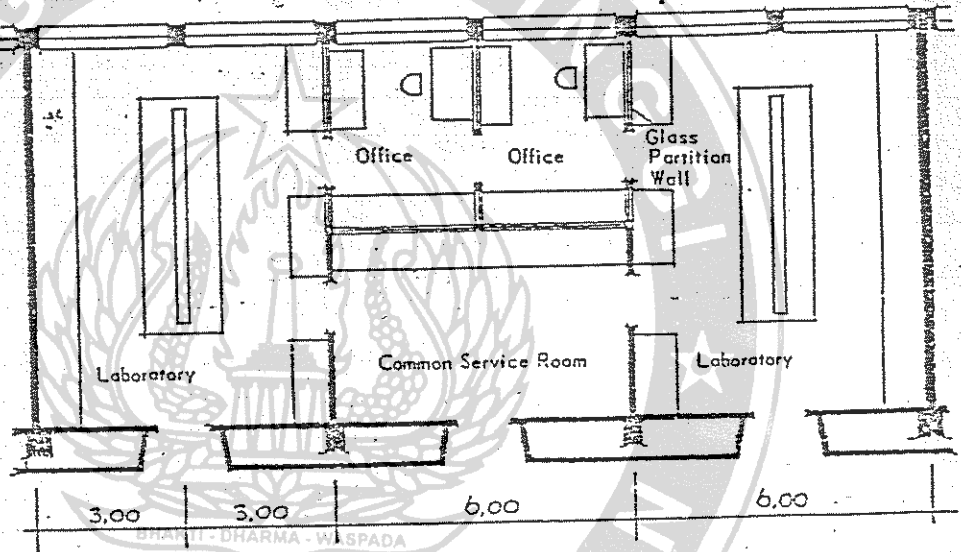 Office
Office
Glass
Partition
Wall
Laboratory
Common Service Room
Laboratory
3,00
3,00
6,00
6,00
BHAKTI - DHARMA - WASPADA